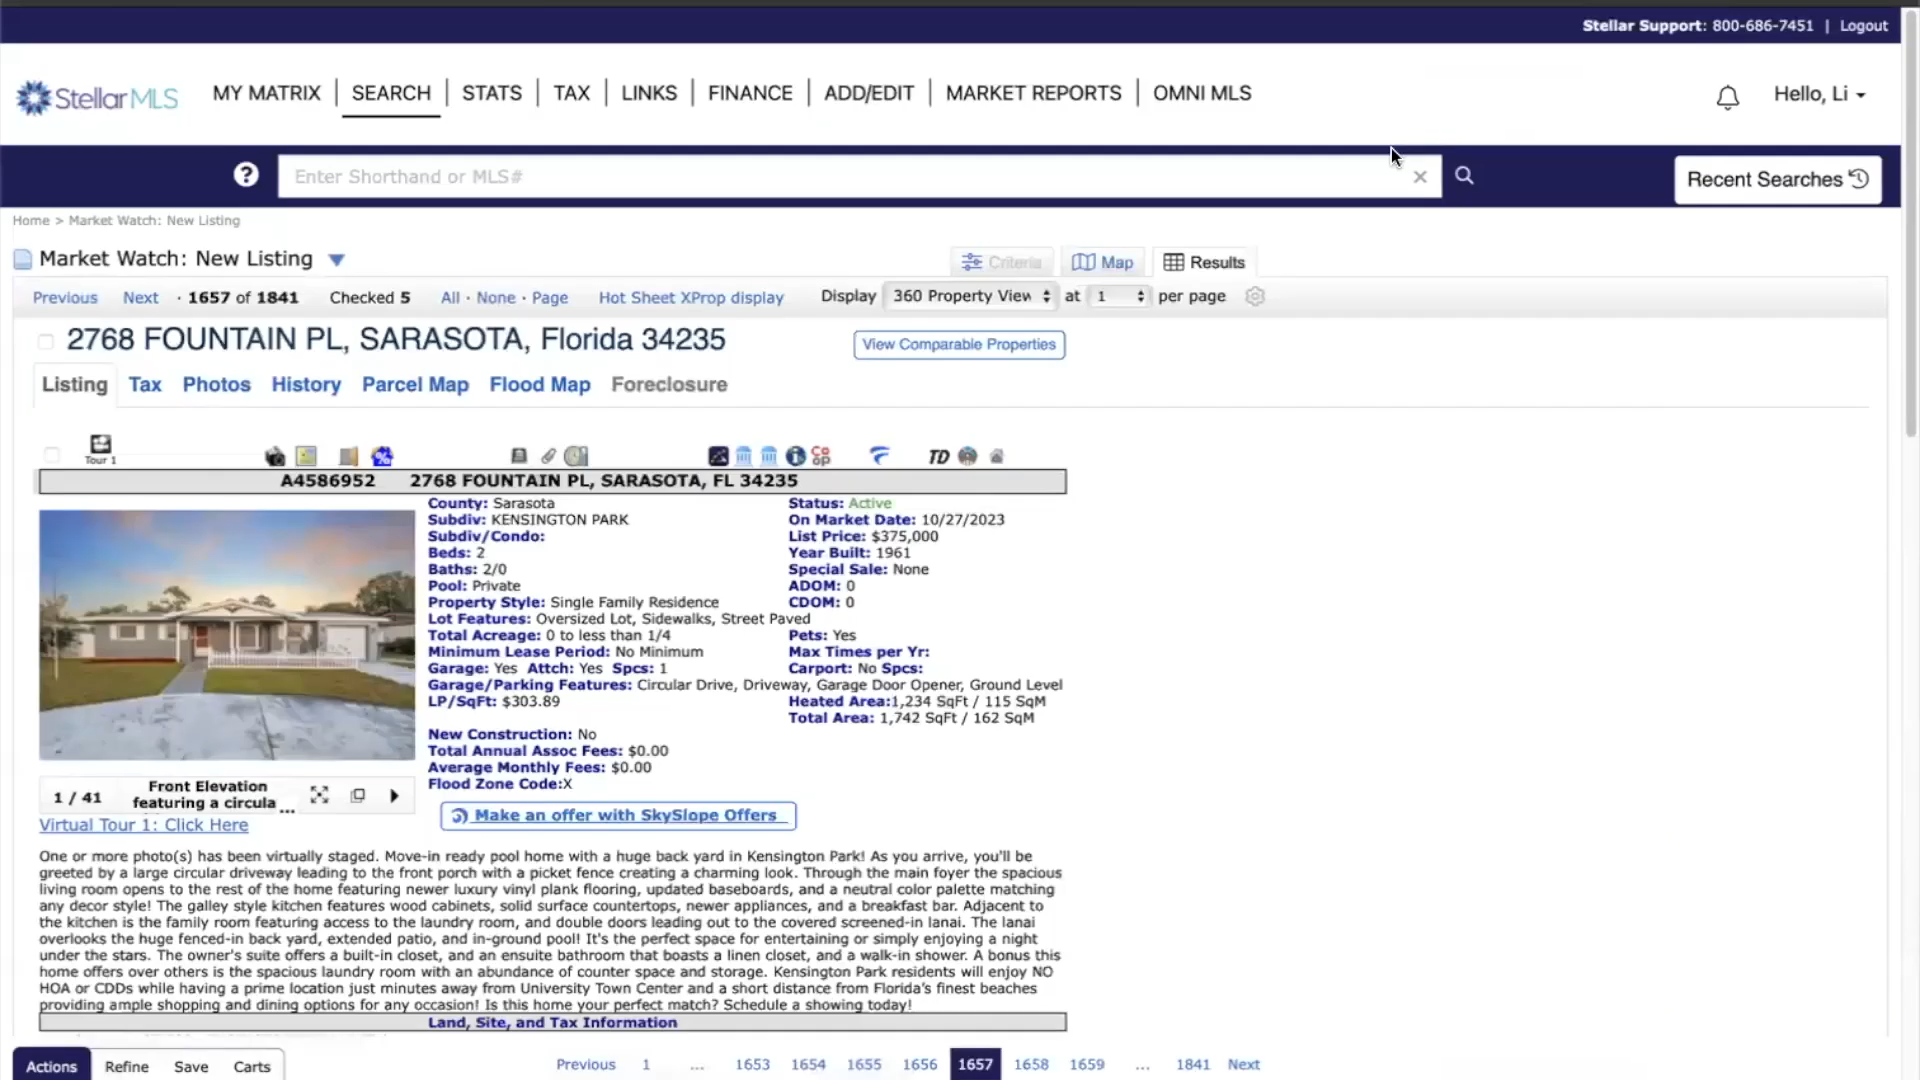 Stellar Support: 800-686-7451 | Logout
StellarMLS
MY MATRIX | SEARCH | STATS | TAX | LINKS | FINANCE | ADD/EDIT | MARKET REPORTS | OMNI MLS
Hello, Li
? Enter Shorthand or MLS# ×
Recent Searches
Home > Market Watch: New Listing
Market Watch: New Listing
Criteria Map Results
Previous Next · 1657 of 1841 Checked 5 All · None · Page Hot Sheet XProp display Display 360 Property View at 1 per page
2768 FOUNTAIN PL, SARASOTA, Florida 34235
View Comparable Properties
Listing Tax Photos History Parcel Map Flood Map Foreclosure
Tour 1
TD
A4586952 2768 FOUNTAIN PL, SARASOTA, FL 34235
County: Sarasota Status: Active
Subdiv: KENSINGTON PARK On Market Date: 10/27/2023
Subdiv/Condo: List Price: $375,000
Beds: 2 Year Built: 1961
Baths: 2/0 Special Sale: None
Pool: Private ADOM: 0
Property Style: Single Family Residence CDOM: 0
Lot Features: Oversized Lot, Sidewalks, Street Paved
Total Acreage: 0 to less than 1/4 Pets: Yes
Minimum Lease Period: No Minimum Max Times per Yr:
Garage: Yes Attch: Yes Spcs: 1 Carport: No Spcs:
Garage/Parking Features: Circular Drive, Driveway, Garage Door Opener, Ground Level
LP/SqFt: $303.89 Heated Area:1,234 SqFt / 115 SqM
Total Area: 1,742 SqFt / 162 SqM
New Construction: No
Total Annual Assoc Fees: $0.00
Average Monthly Fees: $0.00
Flood Zone Code:X
1 / 41 Front Elevation
featuring a circula ...
Make an offer with SkySlope Offers
Virtual Tour 1: Click Here
One or more photo(s) has been virtually staged. Move-in ready pool home with a huge back yard in Kensington Park! As you arrive, you'll be
greeted by a large circular driveway leading to the front porch with a picket fence creating a charming look. Through the main foyer the spacious
living room opens to the rest of the home featuring newer luxury vinyl plank flooring, updated baseboards, and a neutral color palette matching
any decor style! The galley style kitchen features wood cabinets, solid surface countertops, newer appliances, and a breakfast bar. Adjacent to
the kitchen is the family room featuring access to the laundry room, and double doors leading out to the covered screened-in lanai. The lanai
overlooks the huge fenced-in back yard, extended patio, and in-ground pool! It's the perfect space for entertaining or simply enjoying a night
under the stars. The owner's suite offers a built-in closet, and an ensuite bathroom that boasts a linen closet, and a walk-in shower. A bonus this
home offers over others is the spacious laundry room with an abundance of counter space and storage. Kensington Park residents will enjoy NO
HOA or CDDs while having a prime location just minutes away from University Town Center and a short distance from Florida's finest beaches
providing ample shopping and dining options for any occasion! Is this home your perfect match? Schedule a showing today!
Land, Site, and Tax Information
Actions Refine Save Carts Previous 1 ... 1653 1654 1655 1656 1657 1658 1659 ... 1841 Next